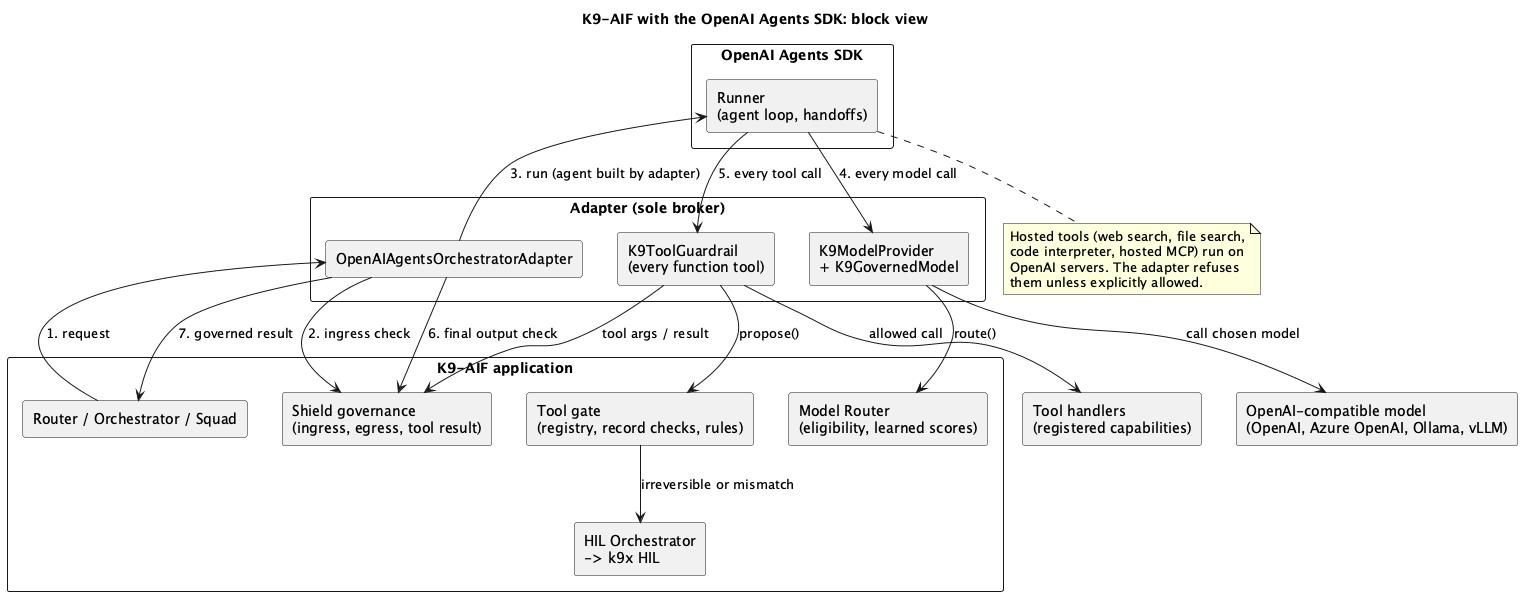 K9-AIF with the OpenAI Agents SDK: block view
OpenAI Agents SDK
Runner
(agent loop, handoffs)
3. run (agent built by adapter)
5. every tool call
4. every model call
Adapter (sole broker)
OpenAIAgentsOrchestratorAdapter
K9ToolGuardrail
(every function tool)
K9ModelProvider
+ K9GovernedModel
Hosted tools (web search, file search,
code interpreter, hosted MCP) run on
OpenAI servers. The adapter refuses
them unless explicitly allowed.
1. request
7. governed result
2. ingress check
6. final output check
tool args / result
propose()
allowed call
route()
call chosen model
K9-AIF application
Router / Orchestrator / Squad
Shield governance
(ingress, egress, tool result)
Tool gate
(registry, record checks, rules)
Model Router
(eligibility, learned scores)
Tool handlers
(registered capabilities)
OpenAI-compatible model
(OpenAI, Azure OpenAI, Ollama, vLLM)
irreversible or mismatch
HIL Orchestrator
-> k9x HIL